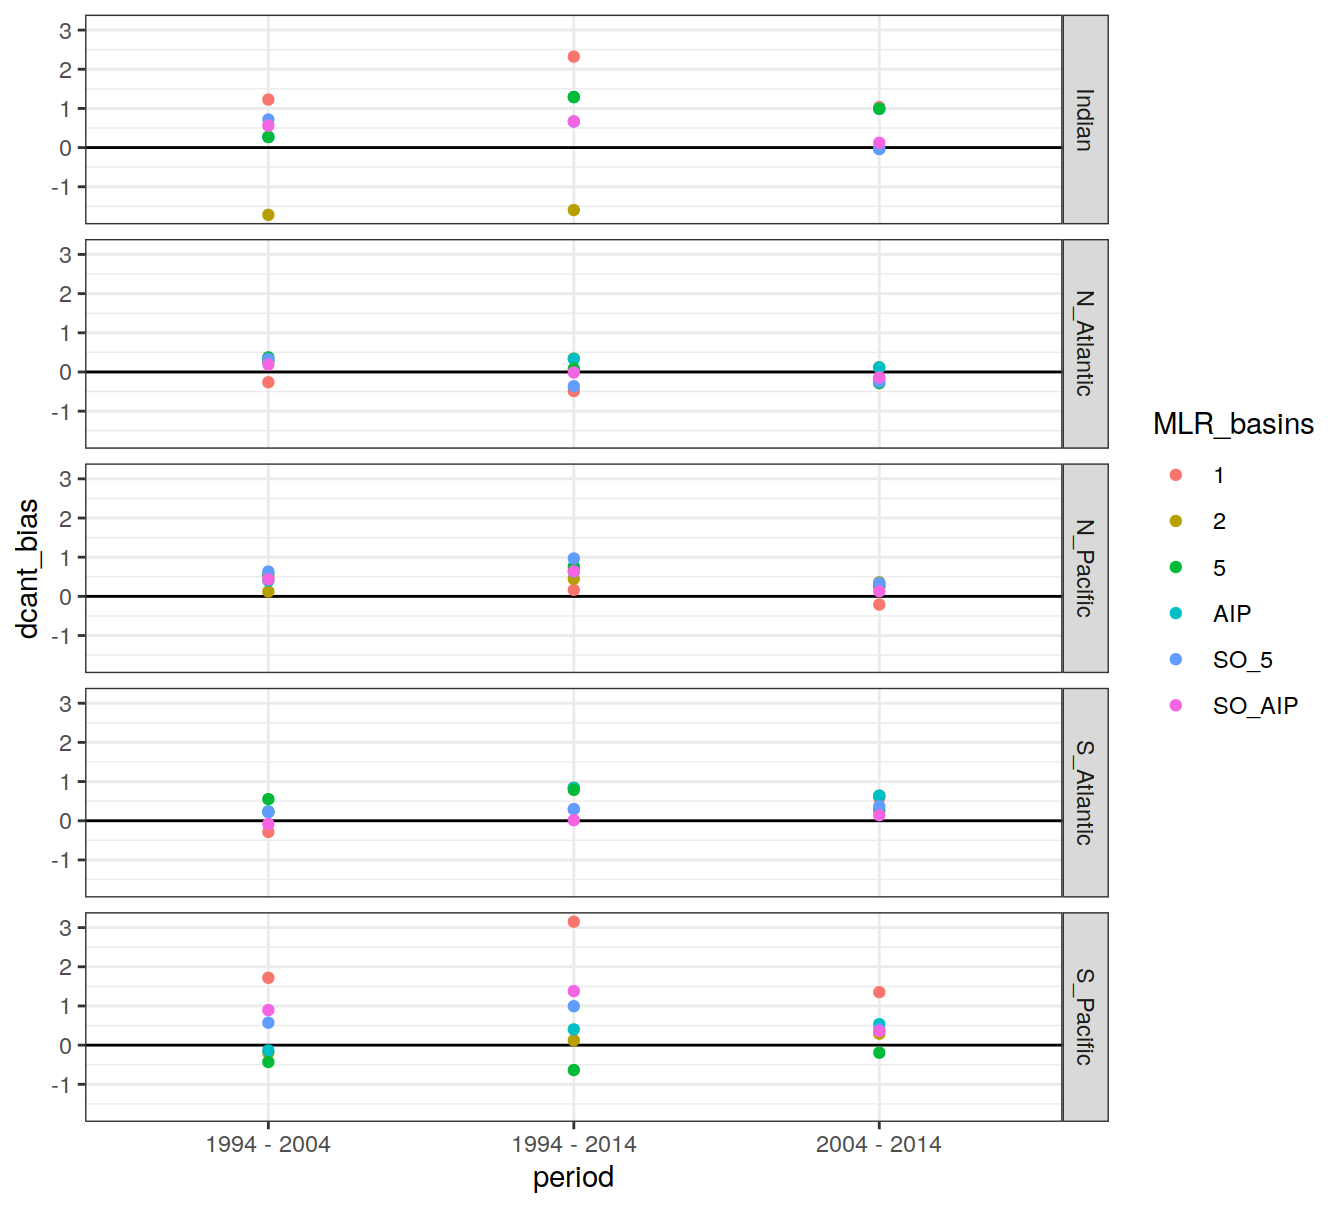 3
2
1
0
-1
Indian
3
2
1
0
-1
N_Atlantic
3
2
1
0
-1
N_Pacific
3
2
1
0
-1
S_Atlantic
3
2
1
0
-1
S_Pacific
dcant_bias
1994 - 2004
1994 - 2014
2004 - 2014
period
MLR_basins
1
2
5
AIP
SO_5
SO_AIP